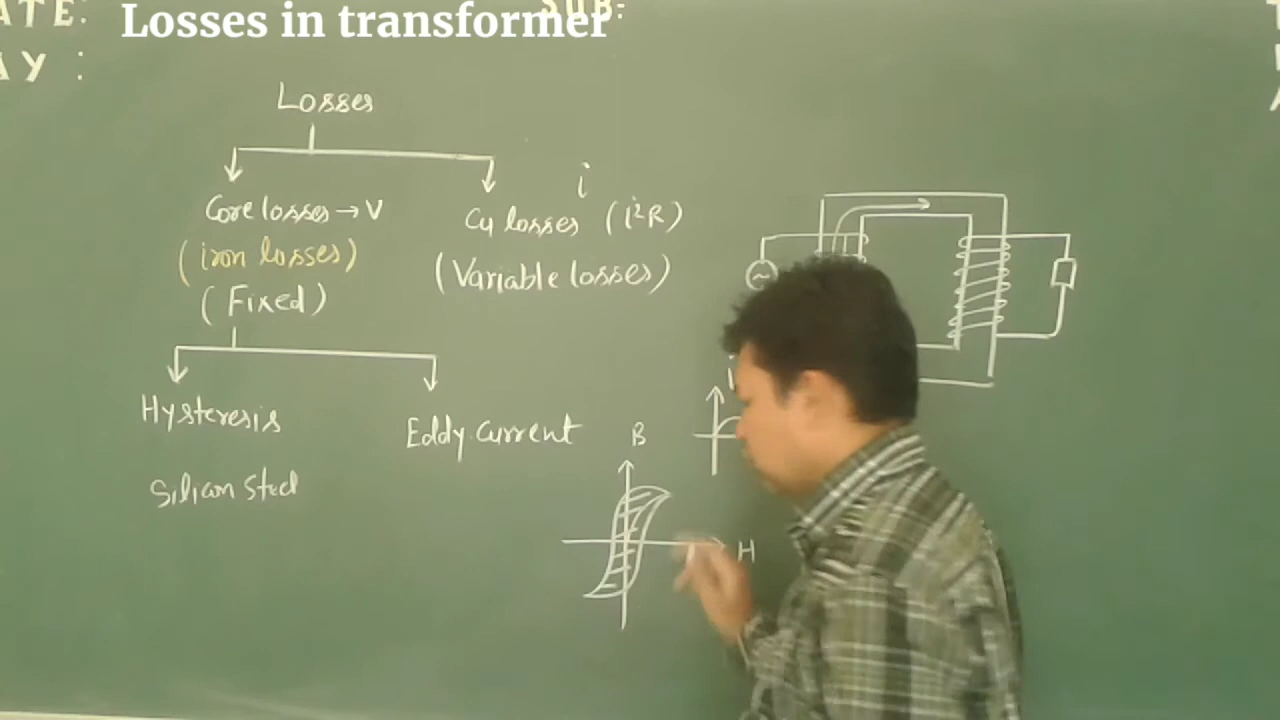 ATE:
SUB:
Losses in transformer
AY :
Losses
Core losses → V
(iron losses)
(Fixed)
i
Cu losses (i²R)
(Variable losses)
Hysteresis
Eddy current
Silian Steel
B
H
~
i